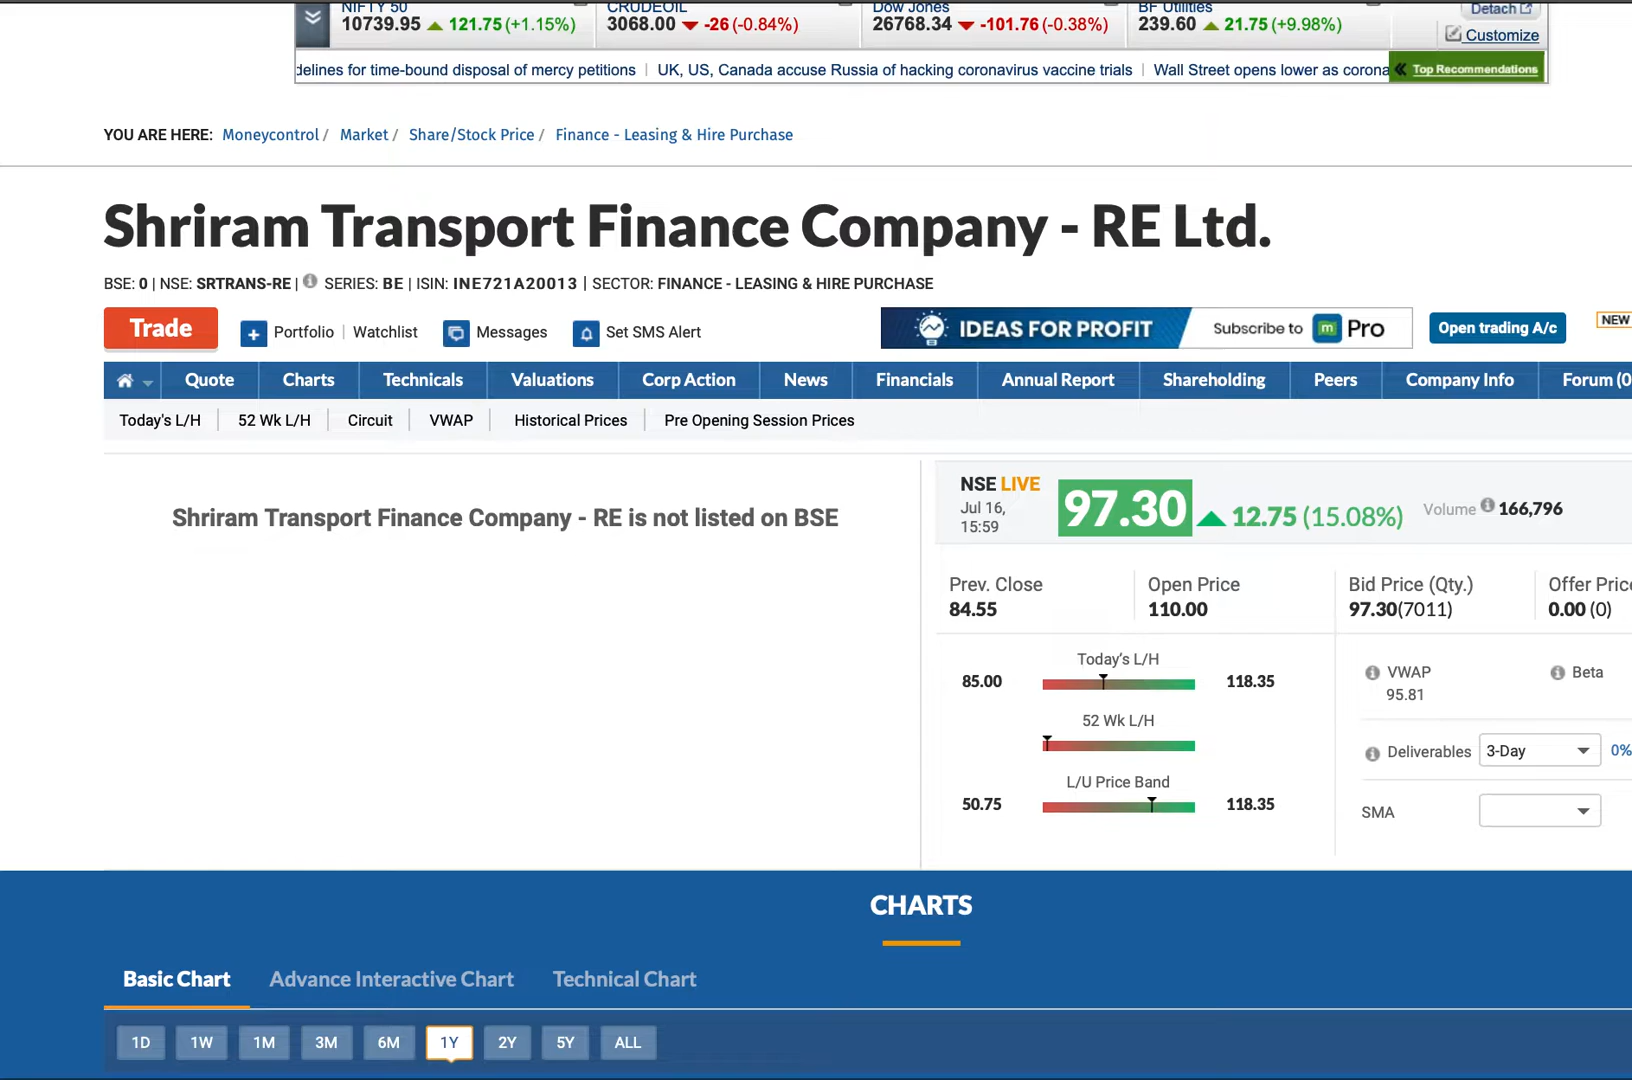 NIFTY 50 CRUDEOIL Dow Jones BF Utilities Detach
10739.95 121.75 (+1.15%) 3068.00 -26 (-0.84%) 26768.34 -101.76 (-0.38%) 239.60 21.75 (+9.98%) Customize
delines for time-bound disposal of mercy petitions | UK, US, Canada accuse Russia of hacking coronavirus vaccine trials | Wall Street opens lower as corona Top Recommendations
YOU ARE HERE: Moneycontrol / Market / Share/Stock Price / Finance - Leasing & Hire Purchase
Shriram Transport Finance Company - RE Ltd.
BSE: 0 | NSE: SRTRANS-RE | SERIES: BE | ISIN: INE721A20013 | SECTOR: FINANCE - LEASING & HIRE PURCHASE
Trade Portfolio | Watchlist Messages Set SMS Alert IDEAS FOR PROFIT Subscribe to m Pro Open trading A/c NEW
Quote Charts Technicals Valuations Corp Action News Financials Annual Report Shareholding Peers Company Info Forum (0
Today's L/H 52 Wk L/H Circuit VWAP Historical Prices Pre Opening Session Prices
Shriram Transport Finance Company - RE is not listed on BSE
NSE LIVE
Jul 16,
15:59
97.30 12.75 (15.08%) Volume 166,796
Prev. Close Open Price Bid Price (Qty.) Offer Pric
84.55 110.00 97.30(7011) 0.00 (0)
Today's L/H
85.00 118.35
52 Wk L/H
L/U Price Band
50.75 118.35
VWAP Beta
95.81
Deliverables 3-Day 0%
SMA
CHARTS
Basic Chart Advance Interactive Chart Technical Chart
1D 1W 1M 3M 6M 1Y 2Y 5Y ALL